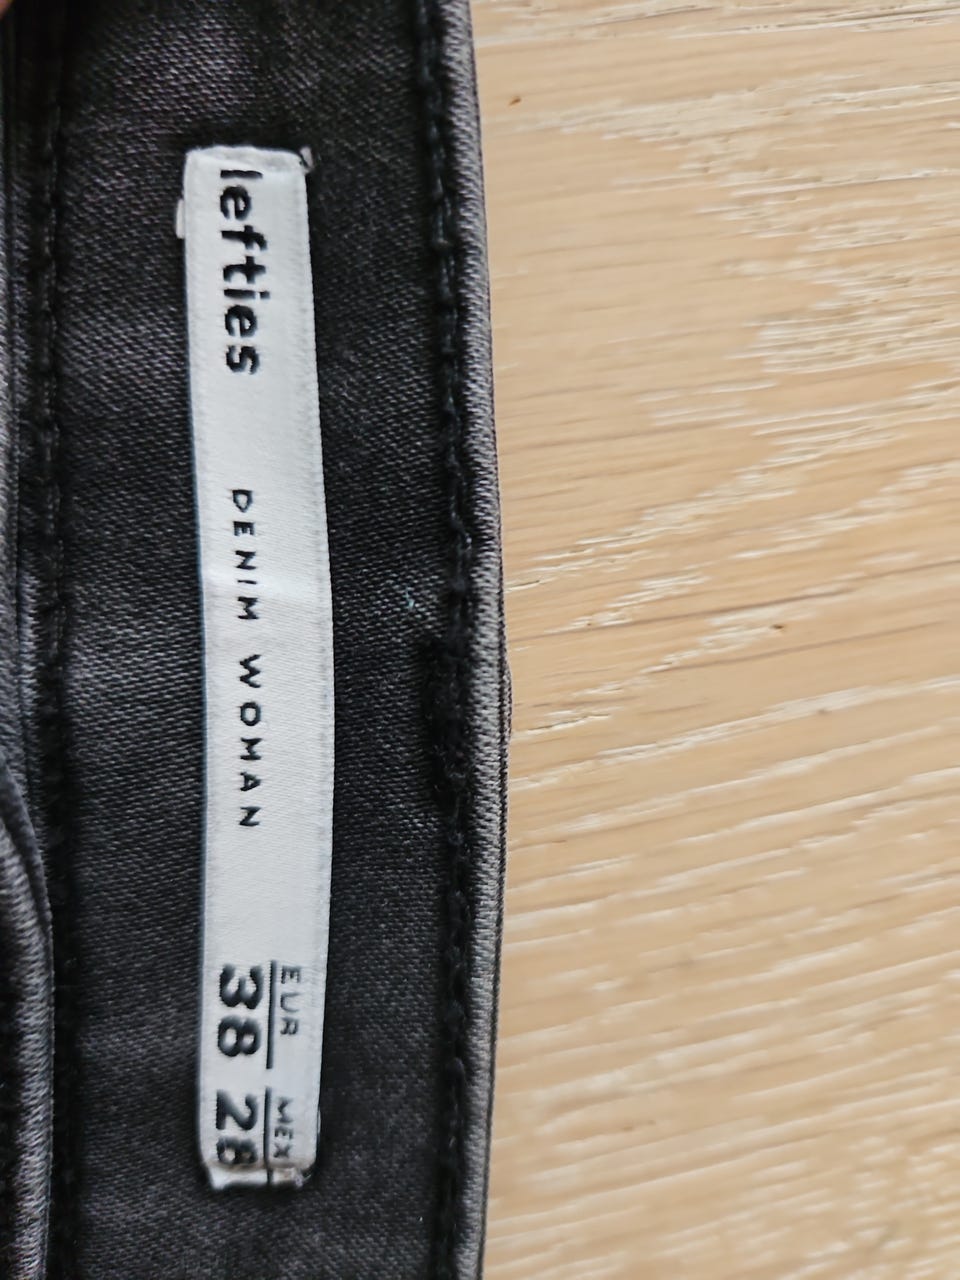 lefties
DENIM WOMAN
EUR MEX
38 28